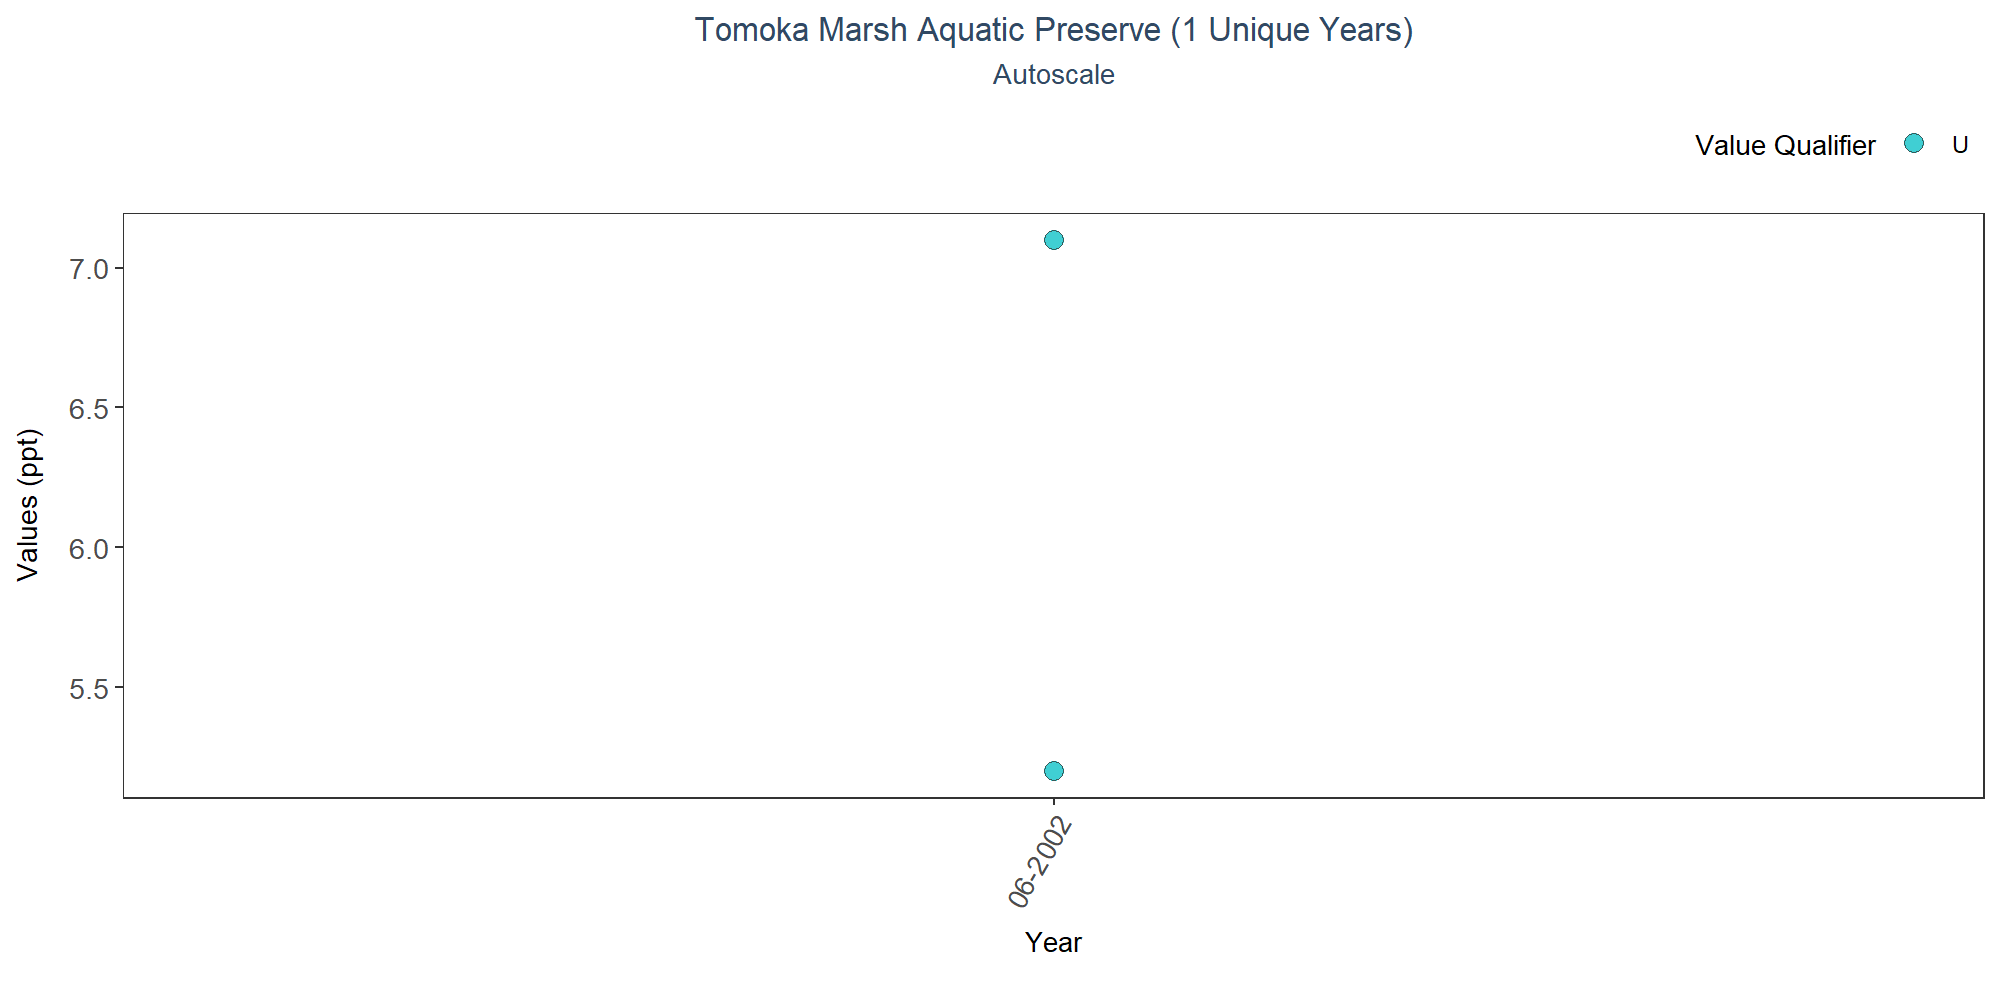 Tomoka Marsh Aquatic Preserve (1 Unique Years)
Autoscale
Value Qualifier U
7.0
6.5
6.0
5.5
Values (ppt)
06-2002
Year